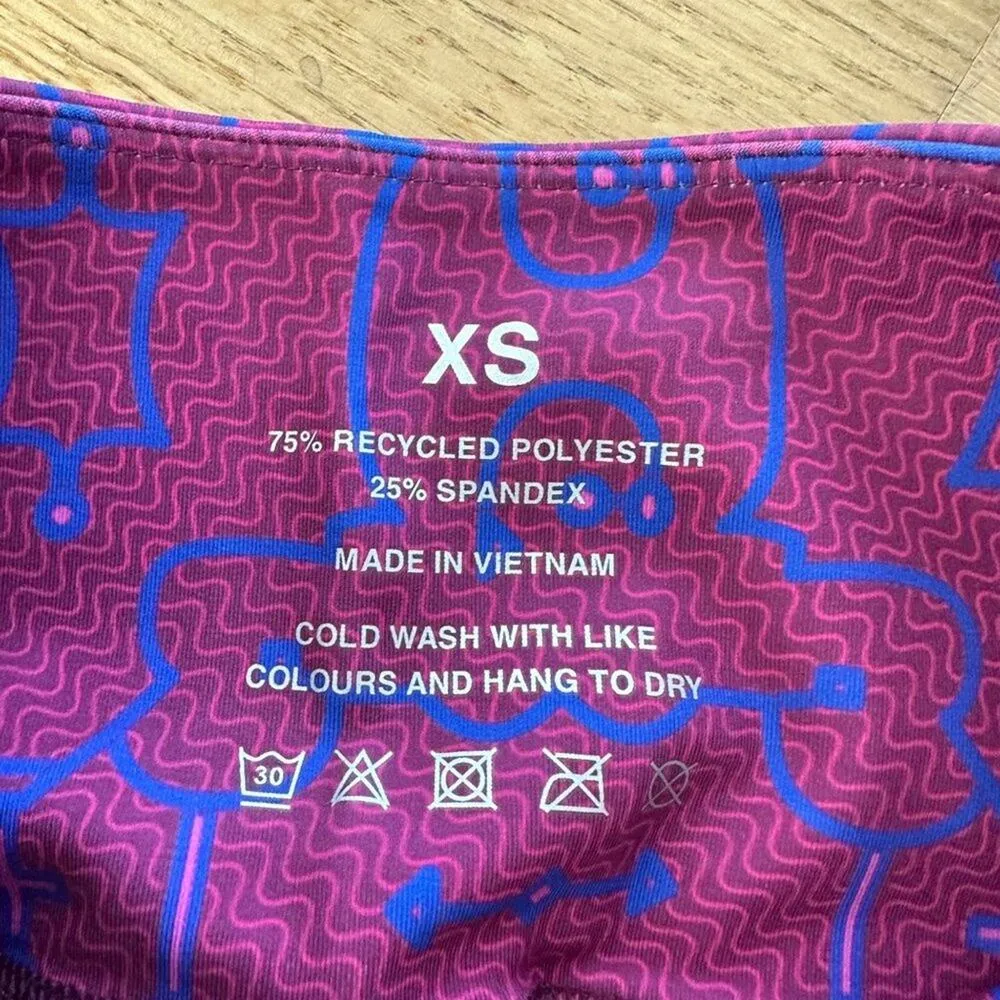 XS
75% RECYCLED POLYESTER
25% SPANDEX
MADE IN VIETNAM
COLD WASH WITH LIKE
COLOURS AND HANG TO DRY
30